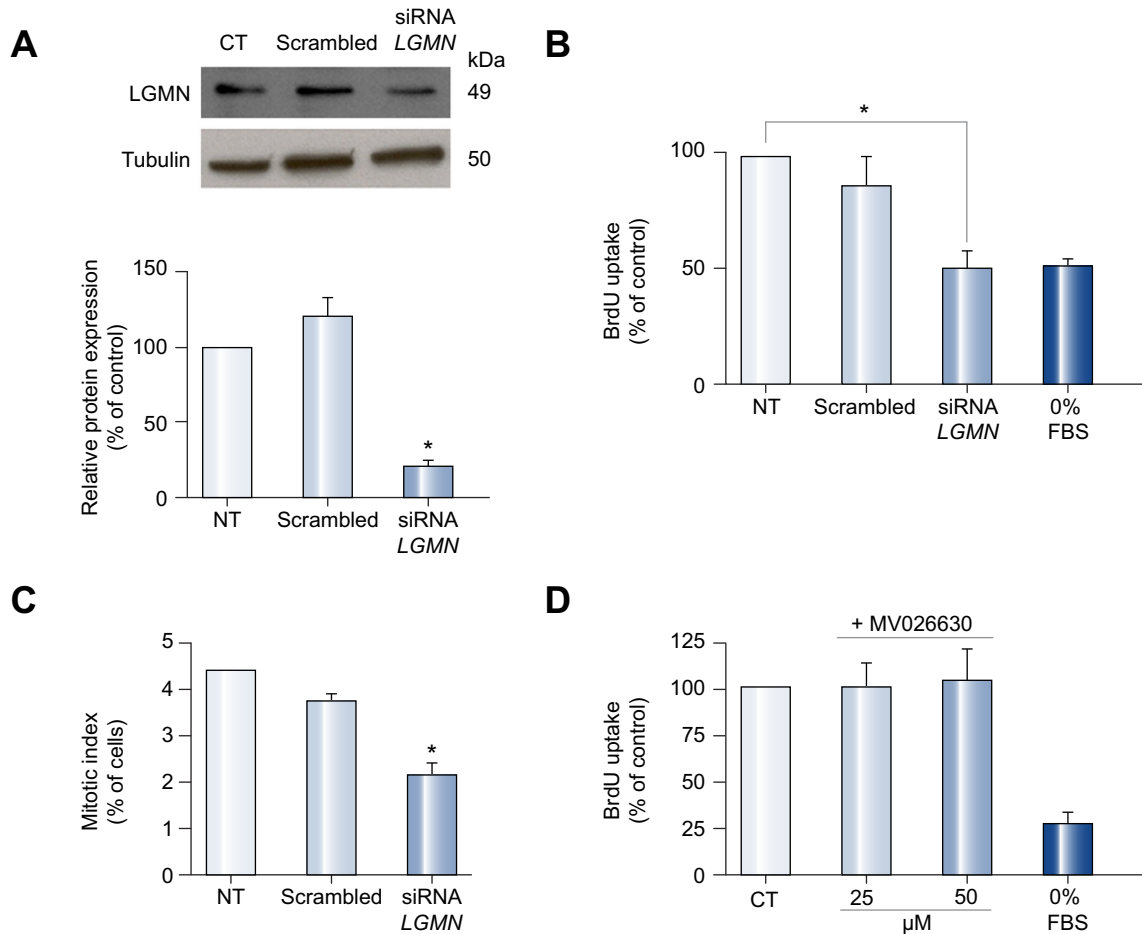 A
CT Scrambled siRNA
LGMN
kDa
LGMN 49
Tubulin 50
Relative protein expression
(% of control)
150
100
50
0
*
NT Scrambled siRNA
LGMN
B
BrdU uptake
(% of control)
100
50
0
*
NT Scrambled siRNA 0%
LGMN FBS
C
Mitotic index
(% of cells)
5
4
3
2
1
0
*
NT Scrambled siRNA
LGMN
D
+ MV026630
BrdU uptake
(% of control)
125
100
75
50
25
0
CT 25 50 0%
µM FBS